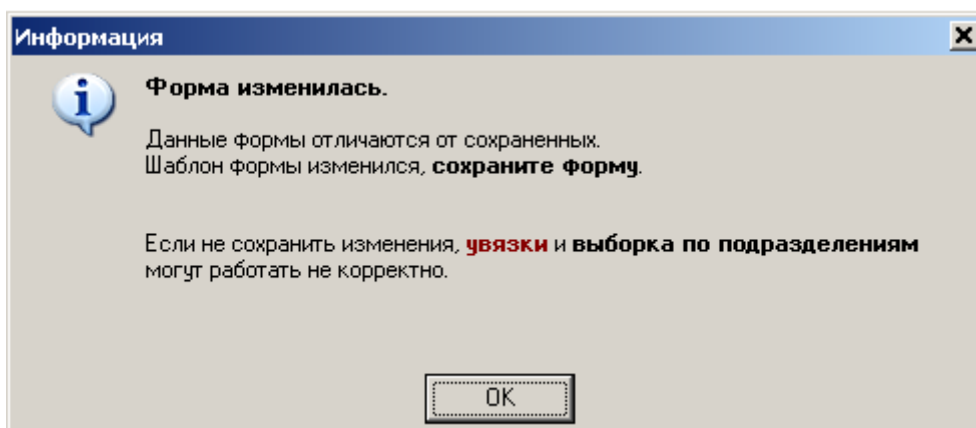 Информация
Форма изменилась.
Данные формы отличаются от сохраненных.
Шаблон формы изменился, сохраните форму.
Если не сохранить изменения, увязки и выборка по подразделениям
могут работать не корректно.
OK